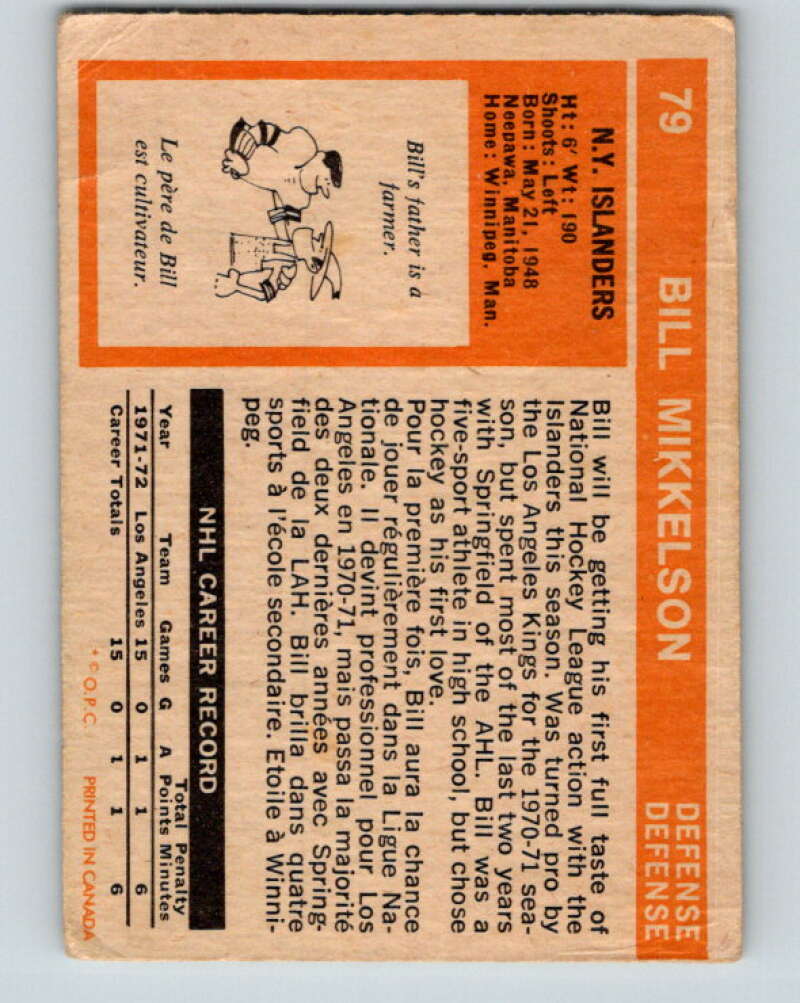 79 BILL MIKKELSON DEFENSE
DEFENSE
N.Y. ISLANDERS
Ht: 6' Wt: 190
Shoots: Left
Born: May 21, 1948
Neepawa, Manitoba
Home: Winnipeg, Man.
Bill's father is a
farmer.
Le père de Bill
est cultivateur.
Bill will be getting his first full taste of
National Hockey League action with the
Islanders this season. Was turned pro by
the Los Angeles Kings for the 1970-71 sea-
son, but spent most of the last two years
with Springfield of the AHL. Bill was a
five-sport athlete in high school, but chose
hockey as his first love.
Pour la première fois, Bill aura la chance
de jouer régulièrement dans la Ligue Na-
tionale. Il devint professionnel pour Los
Angeles en 1970-71, mais passa la majorité
des deux dernières années avec Spring-
field de la LAH. Bill brilla dans quatre
sports à l'école secondaire. Etoile à Winni-
peg.
NHL CAREER RECORD
Total Penalty
Year Team Games G A Points Minutes
1971-72 Los Angeles 15 0 1 1 6
Career Totals 15 0 1 1 6
* © O.P.C. PRINTED IN CANADA